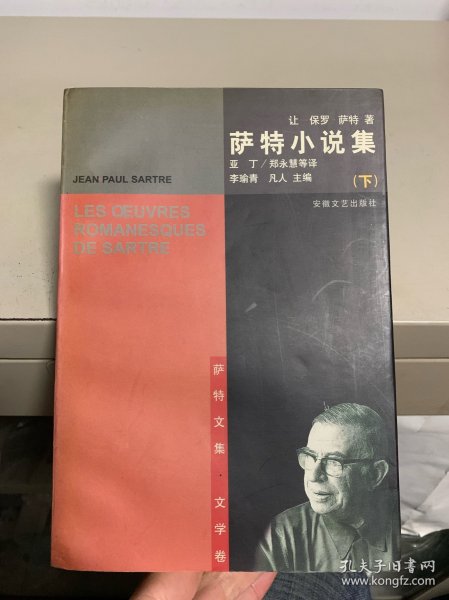 让 保罗 萨特 著
萨特小说集
亚 丁/郑永慧等译
李瑜青 凡人 主编
(下)
安徽文艺出版社
JEAN PAUL SARTRE
LES ŒUVRES
ROMANESQUES
DE SARTRE
萨特文集·文学卷
孔夫子旧书网
www.kongfz.com